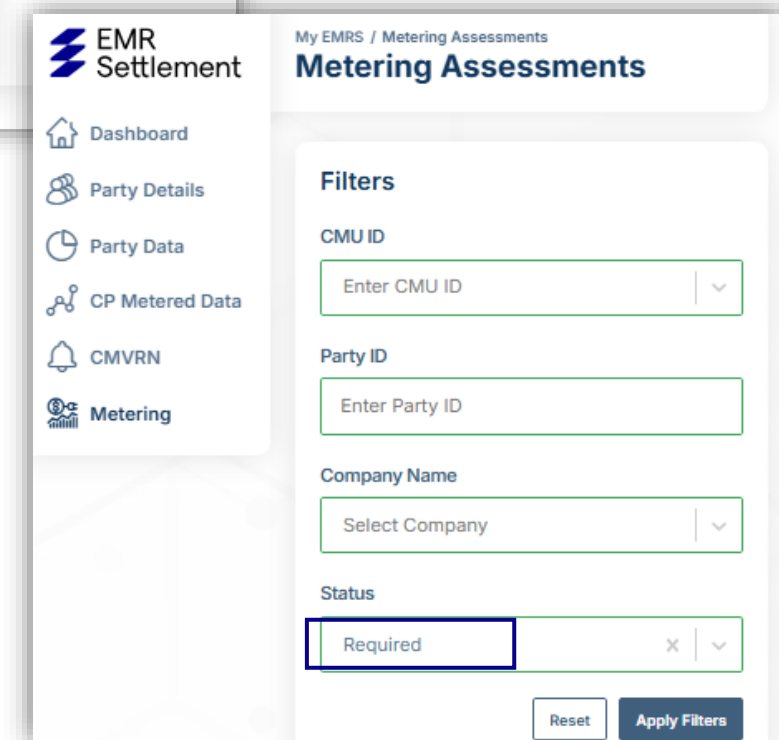 EMR
Settlement
Dashboard
Party Details
Party Data
CP Metered Data
CMVRN
Metering
My EMRS / Metering Assessments
Metering Assessments
Filters
CMU ID
Enter CMU ID
Party ID
Enter Party ID
Company Name
Select Company
Status
Required
Reset
Apply Filters